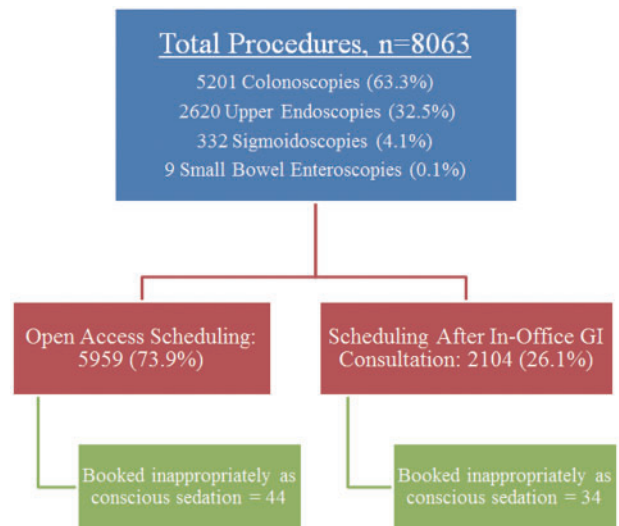 Total Procedures, n=8063
5201 Colonoscopies (63.3%)
2620 Upper Endoscopies (32.5%)
332 Sigmoidoscopies (4.1%)
9 Small Bowel Enteroscopies (0.1%)
Open Access Scheduling:
5959 (73.9%)
Scheduling After In-Office GI
Consultation: 2104 (26.1%)
Booked inappropriately as
conscious sedation = 44
Booked inappropriately as
conscious sedation = 34